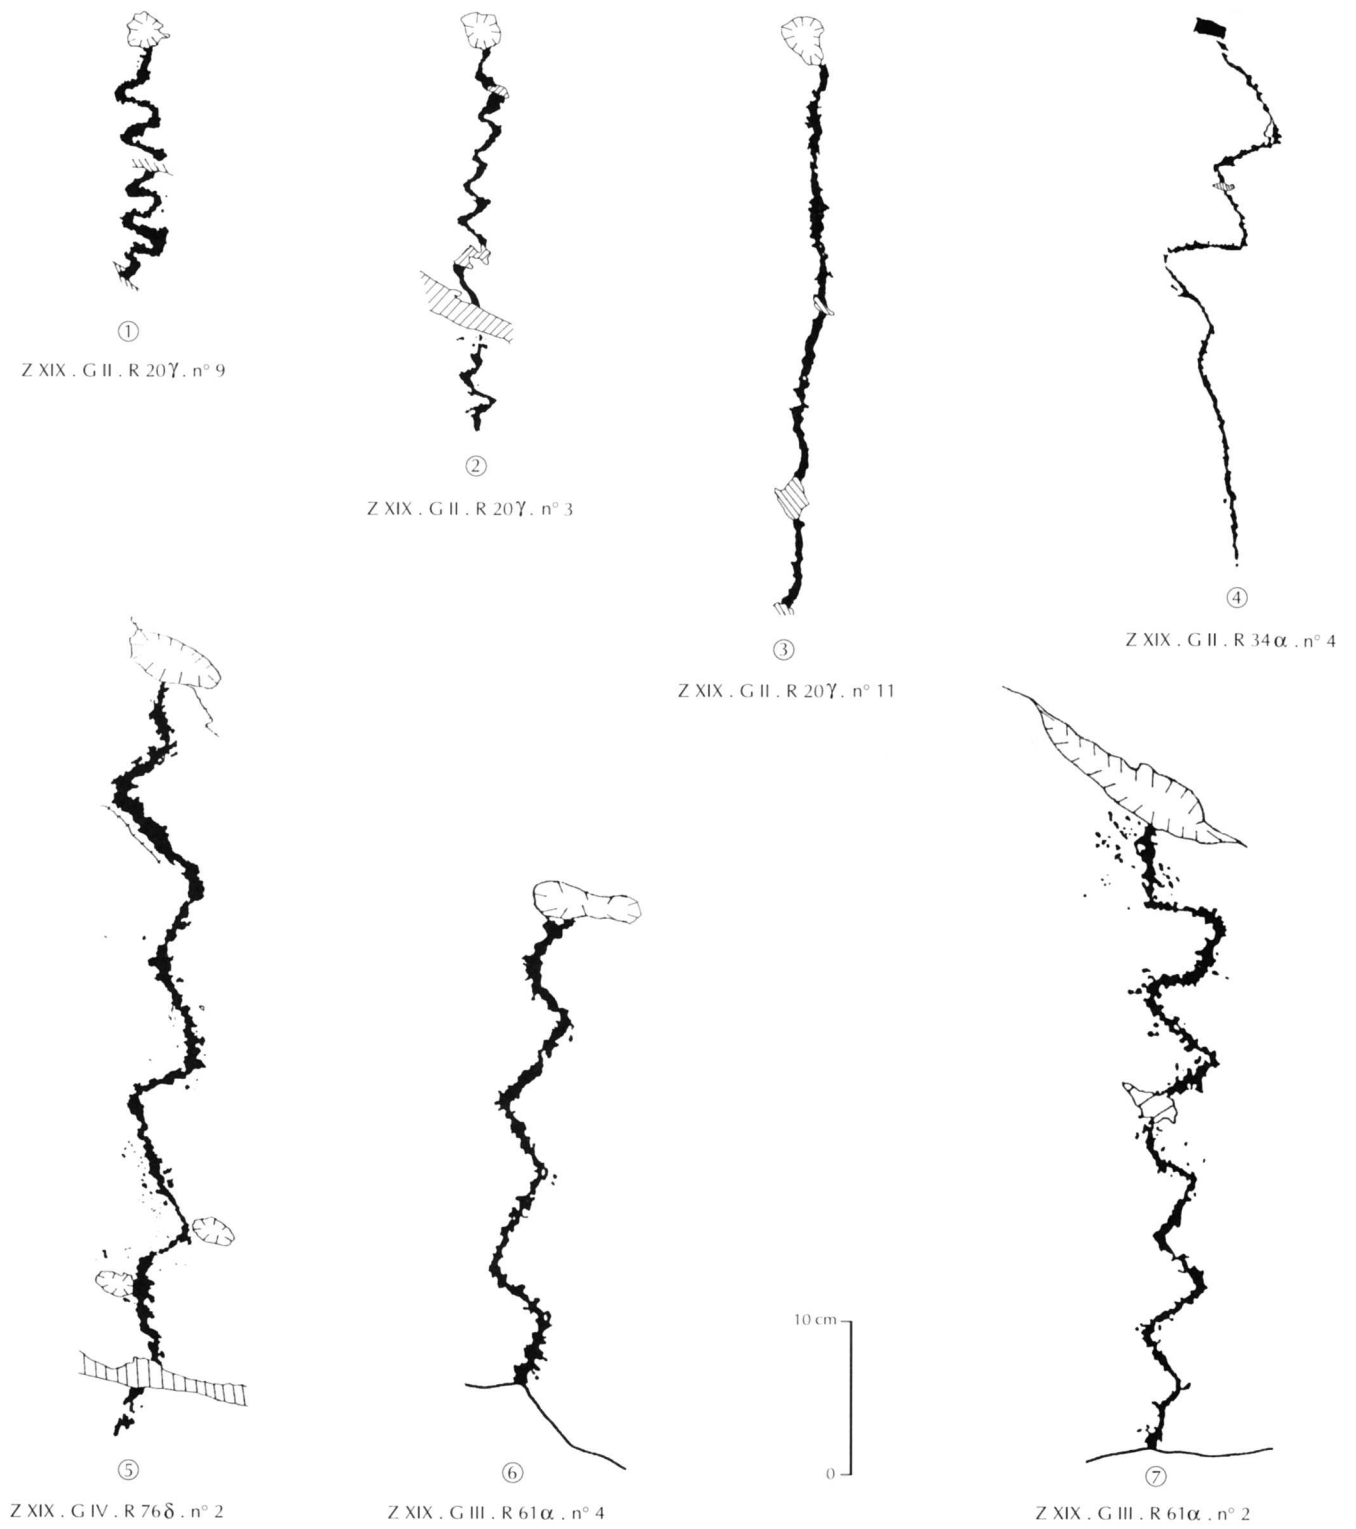 ①
Z XIX . G II . R 20γ . n° 9
②
Z XIX . G II . R 20γ . n° 3
③
Z XIX . G II . R 20γ . n° 11
④
Z XIX . G II . R 34α . n° 4
⑤
Z XIX . G IV . R 76δ . n° 2
⑥
Z XIX . G III . R 61α . n° 4
10 cm
0
⑦
Z XIX . G III . R 61α . n° 2